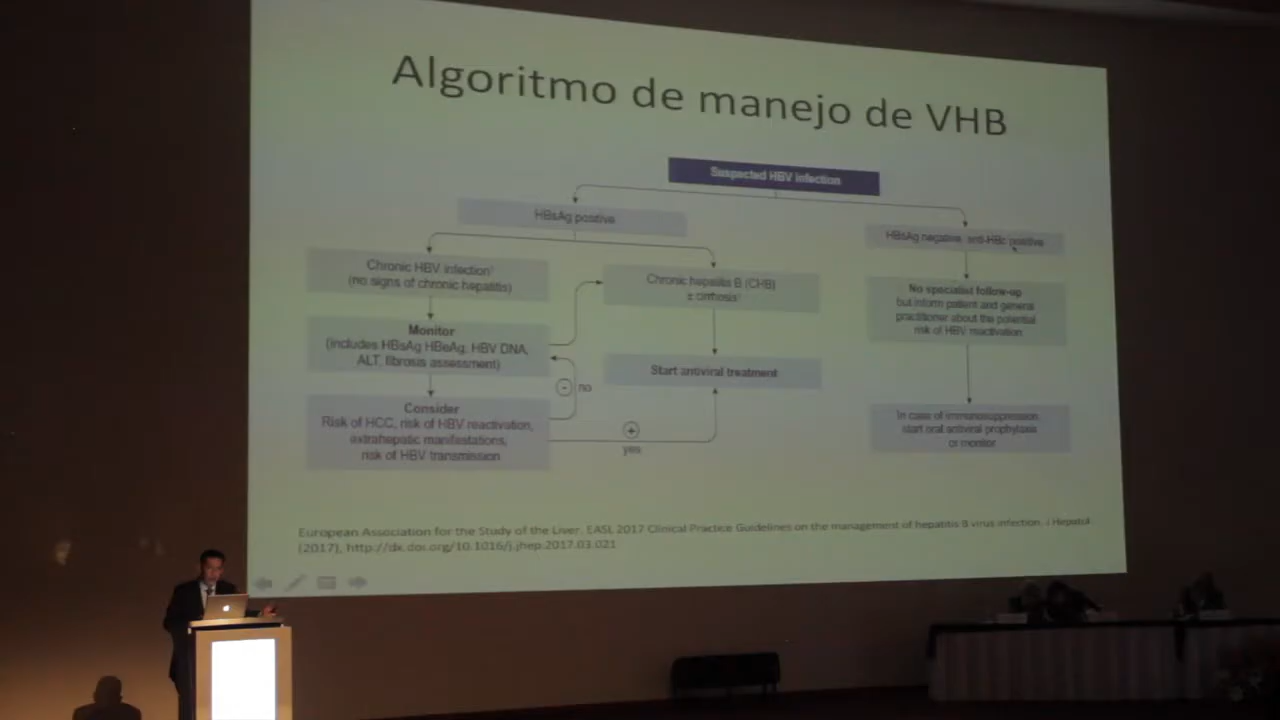 Algoritmo de manejo de VHB
Suspected HBV infection
HBsAg positive
HBsAg negative, anti-HBc positive
Chronic HBV infection
(no signs of chronic hepatitis)
Chronic hepatitis B (CHB)
± cirrhosis
No specialist follow-up
but inform patient and general
practitioner about the potential
risk of HBV reactivation
Monitor
(includes HBsAg HBeAg, HBV DNA,
ALT, fibrosis assessment)
Start antiviral treatment
- no
Consider
Risk of HCC, risk of HBV reactivation,
extrahepatic manifestations,
risk of HBV transmission
+
yes
In case of immunosuppression
start oral antiviral prophylaxis
or monitor
European Association for the Study of the Liver. EASL 2017 Clinical Practice Guidelines on the management of hepatitis B virus infection. J Hepatol
(2017), http://dx.doi.org/10.1016/j.jhep.2017.03.021